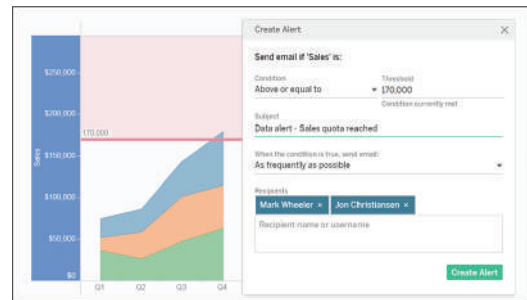 Create Alert
Send email if 'Sales' is:
Condition
Threshold
Above or equal to
170,000
Condition currently met
Subject
Data alert - Sales quota reached
When the condition is true, send email:
As frequently as possible
Recipients
Mark Wheeler × Jon Christiansen ×
Recipient name or username
Create Alert
Sales
$250,000
$200,000
170,000
$150,000
$100,000
$50,000
$0
Q1 Q2 Q3 Q4